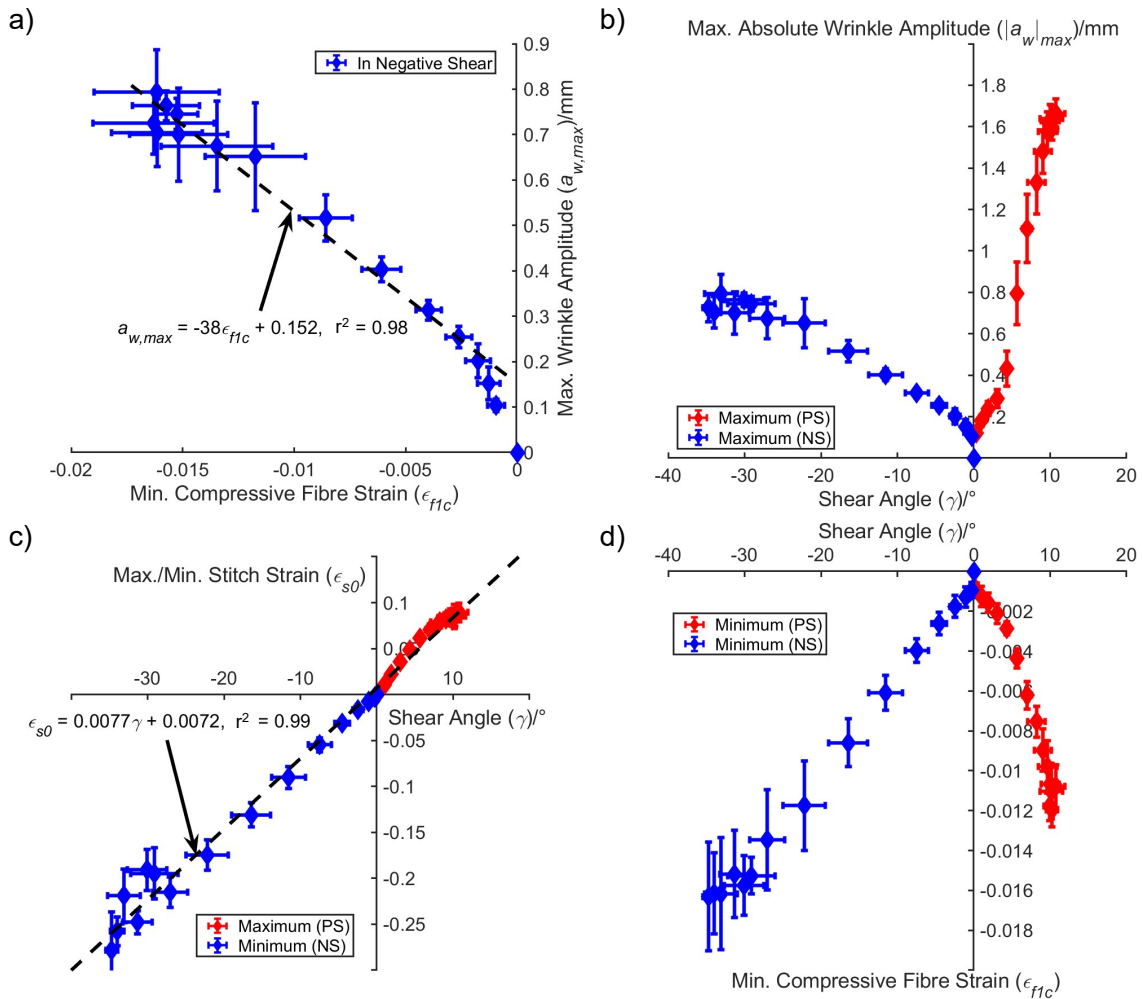 a)
In Negative Shear
0.9
0.8
0.7
0.6
0.5
0.4
0.3
0.2
0.1
0
Max. Wrinkle Amplitude (a_w,max)/mm
a_w,max = -38ϵ_f1c + 0.152, r² = 0.98
-0.02 -0.015 -0.01 -0.005 0
Min. Compressive Fibre Strain (ϵ_f1c)
b)
Max. Absolute Wrinkle Amplitude (|a_w|_max)/mm
1.8
1.6
1.4
1.2
1
0.8
0.6
0.4
0.2
Maximum (PS)
Maximum (NS)
-40 -30 -20 -10 0 10 20
Shear Angle (γ)/°
c)
Max./Min. Stitch Strain (ϵ_s0)
0.1
-30 -20 -10 10
Shear Angle (γ)/°
ϵ_s0 = 0.0077γ + 0.0072, r² = 0.99
-0.05
-0.1
-0.15
-0.2
-0.25
Maximum (PS)
Minimum (NS)
d)
Shear Angle (γ)/°
-40 -30 -20 -10 0 10 20
Minimum (PS)
Minimum (NS)
-0.002
-0.004
-0.006
-0.008
-0.01
-0.012
-0.014
-0.016
-0.018
Min. Compressive Fibre Strain (ϵ_f1c)